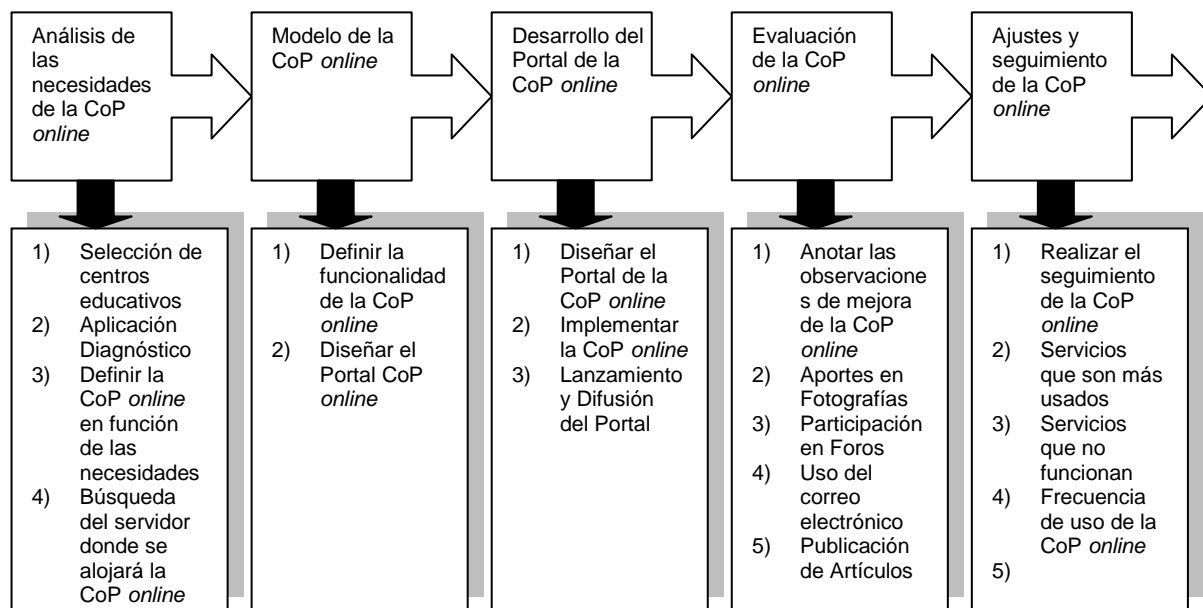 Análisis de
las
necesidades
de la CoP
online
Modelo de la
CoP online
Desarrollo del
Portal de la
CoP online
Evaluación
de la CoP
online
Ajustes y
seguimiento
de la CoP
online
1) Selección de
centros
educativos
2) Aplicación
Diagnóstico
3) Definir la
CoP online
en función
de las
necesidades
4) Búsqueda
del servidor
donde se
alojará la
CoP online
1) Definir la
funcionalidad
de la CoP
online
2) Diseñar el
Portal CoP
online
1) Diseñar el
Portal de la
CoP online
2) Implementar
la CoP online
3) Lanzamiento
y Difusión
del Portal
1) Anotar las
observacione
s de mejora
de la CoP
online
2) Aportes en
Fotografías
3) Participación
en Foros
4) Uso del
correo
electrónico
5) Publicación
de Artículos
1) Realizar el
seguimiento
de la CoP
online
2) Servicios
que son más
usados
3) Servicios
que no
funcionan
4) Frecuencia
de uso de la
CoP online
5)